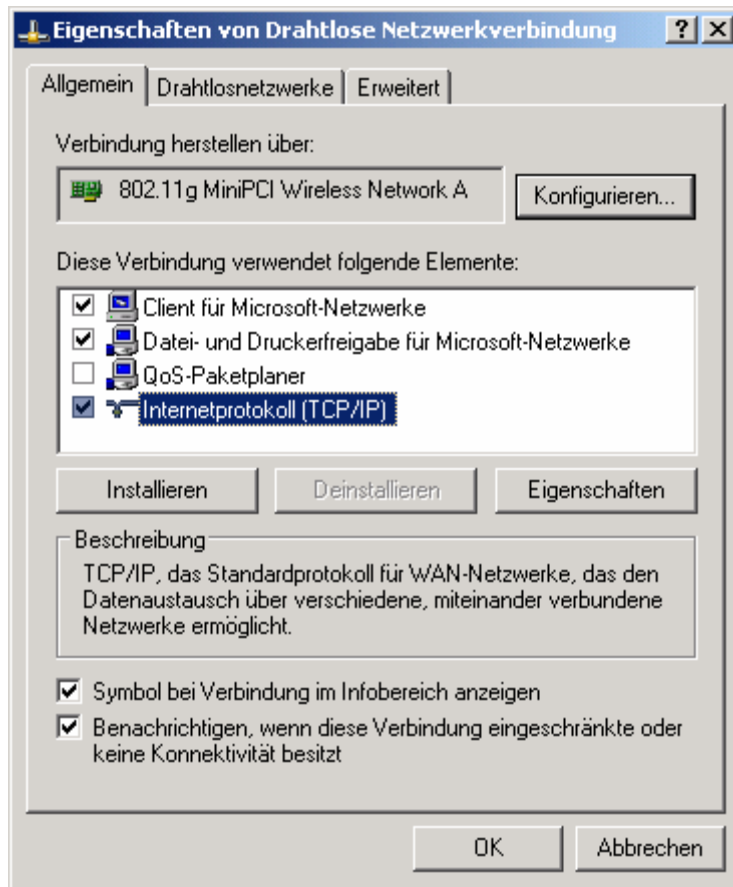 Eigenschaften von Drahtlose Netzwerkverbindung
Allgemein Drahtlosnetzwerke Erweitert
Verbindung herstellen über:
802.11g MiniPCI Wireless Network A Konfigurieren...
Diese Verbindung verwendet folgende Elemente:
Client für Microsoft-Netzwerke
Datei- und Druckerfreigabe für Microsoft-Netzwerke
QoS-Paketplaner
Internetprotokoll (TCP/IP)
Installieren Deinstallieren Eigenschaften
Beschreibung
TCP/IP, das Standardprotokoll für WAN-Netzwerke, das den
Datenaustausch über verschiedene, miteinander verbundene
Netzwerke ermöglicht.
Symbol bei Verbindung im Infobereich anzeigen
Benachrichtigen, wenn diese Verbindung eingeschränkte oder
keine Konnektivität besitzt
OK Abbrechen